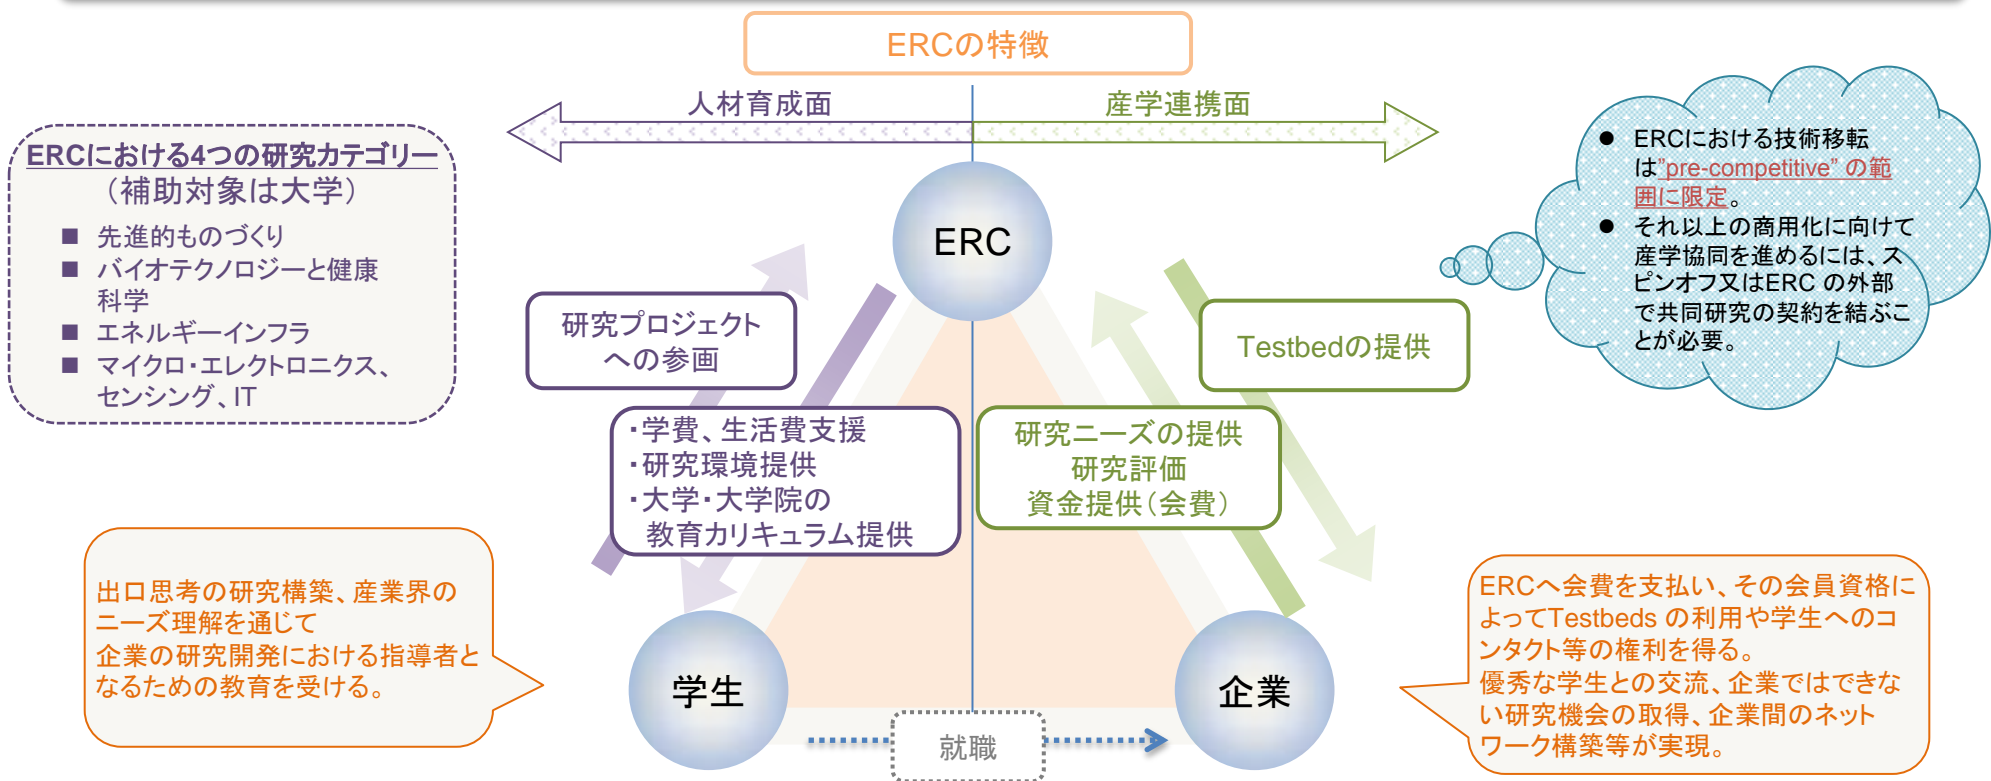 ERCの特徴
人材育成面
産学連携面
ERCにおける4つの研究カテゴリー
（補助対象は大学）
■ 先進的ものづくり
■ バイオテクノロジーと健康
科学
■ エネルギーインフラ
■ マイクロ・エレクトロニクス、
センシング、IT
● ERCにおける技術移転
は"pre-competitive" の範
囲に限定。
● それ以上の商用化に向けて
産学協同を進めるには、ス
ピンオフ又はERC の外部
で共同研究の契約を結ぶこ
とが必要。
ERC
研究プロジェクト
への参画
Testbedの提供
・学費、生活費支援
・研究環境提供
・大学・大学院の
教育カリキュラム提供
研究ニーズの提供
研究評価
資金提供（会費）
出口思考の研究構築、産業界の
ニーズ理解を通じて
企業の研究開発における指導者と
なるための教育を受ける。
ERCへ会費を支払い、その会員資格に
よってTestbeds の利用や学生へのコ
ンタクト等の権利を得る。
優秀な学生との交流、企業ではできな
い研究機会の取得、企業間のネット
ワーク構築等が実現。
学生
企業
就職